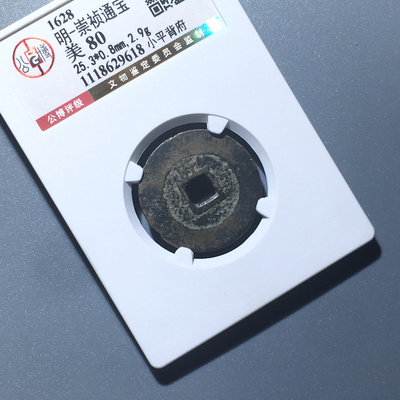 1628
明-崇祯通宝
美 80
25.3*0.8mm,2.9g
1118629618 小平背府
文物鉴定委员会监制
公博评级